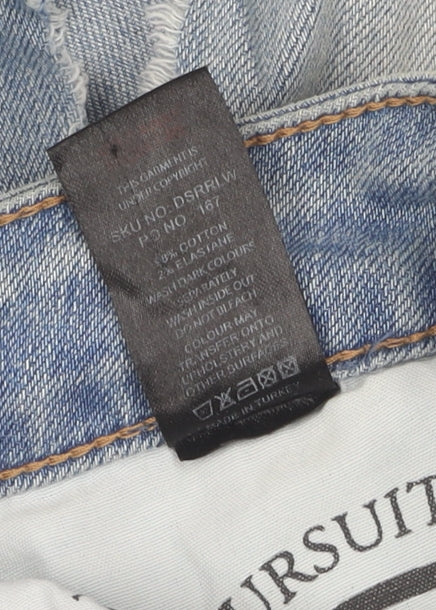 THIS GARMENT IS
UNDER COPYRIGHT
SKU NO- DSRRLW
P O NO 167
98% COTTON
2% ELASTANE
WASH DARK COLOURS
SEPARATELY
WASH INSIDE OUT
DO NOT BLEACH
COLOUR MAY
TRANSFER ONTO
UPHOLSTERY AND
OTHER SURFACES
MADE IN TURKEY
URSUIT